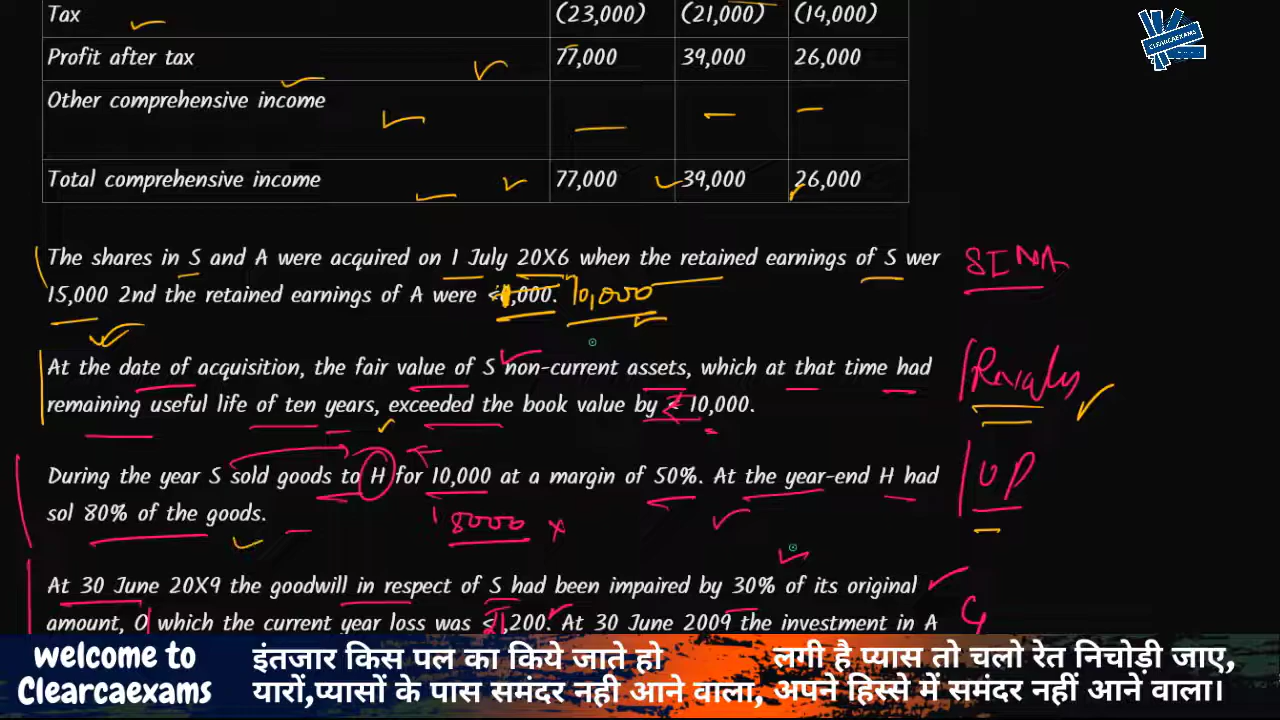 Tax (23,000) (21,000) (14,000)
CLEARCAEXAMS
Profit after tax 77,000 39,000 26,000
Other comprehensive income
Total comprehensive income 77,000 39,000 26,000
The shares in S and A were acquired on 1 July 20X6 when the retained earnings of S wer
15,000 2nd the retained earnings of A were ,000. 70,000
At the date of acquisition, the fair value of S non-current assets, which at that time had
remaining useful life of ten years, exceeded the book value by 10,000.
During the year S sold goods to H for 10,000 at a margin of 50%. At the year-end H had UP
sol 80% of the goods. 8000 x
At 30 June 20X9 the goodwill in respect of S had been impaired by 30% of its original
amount, O which the current year loss was 1,200. At 30 June 2009 the investment in A
welcome to
Clearcaexams
इंतजार किस पल का किये जाते हो
यारों,प्यासों के पास समंदर नही आने वाला,
लगी है प्यास तो चलो रेत निचोड़ी जाए,
अपने हिस्से में समंदर नहीं आने वाला।